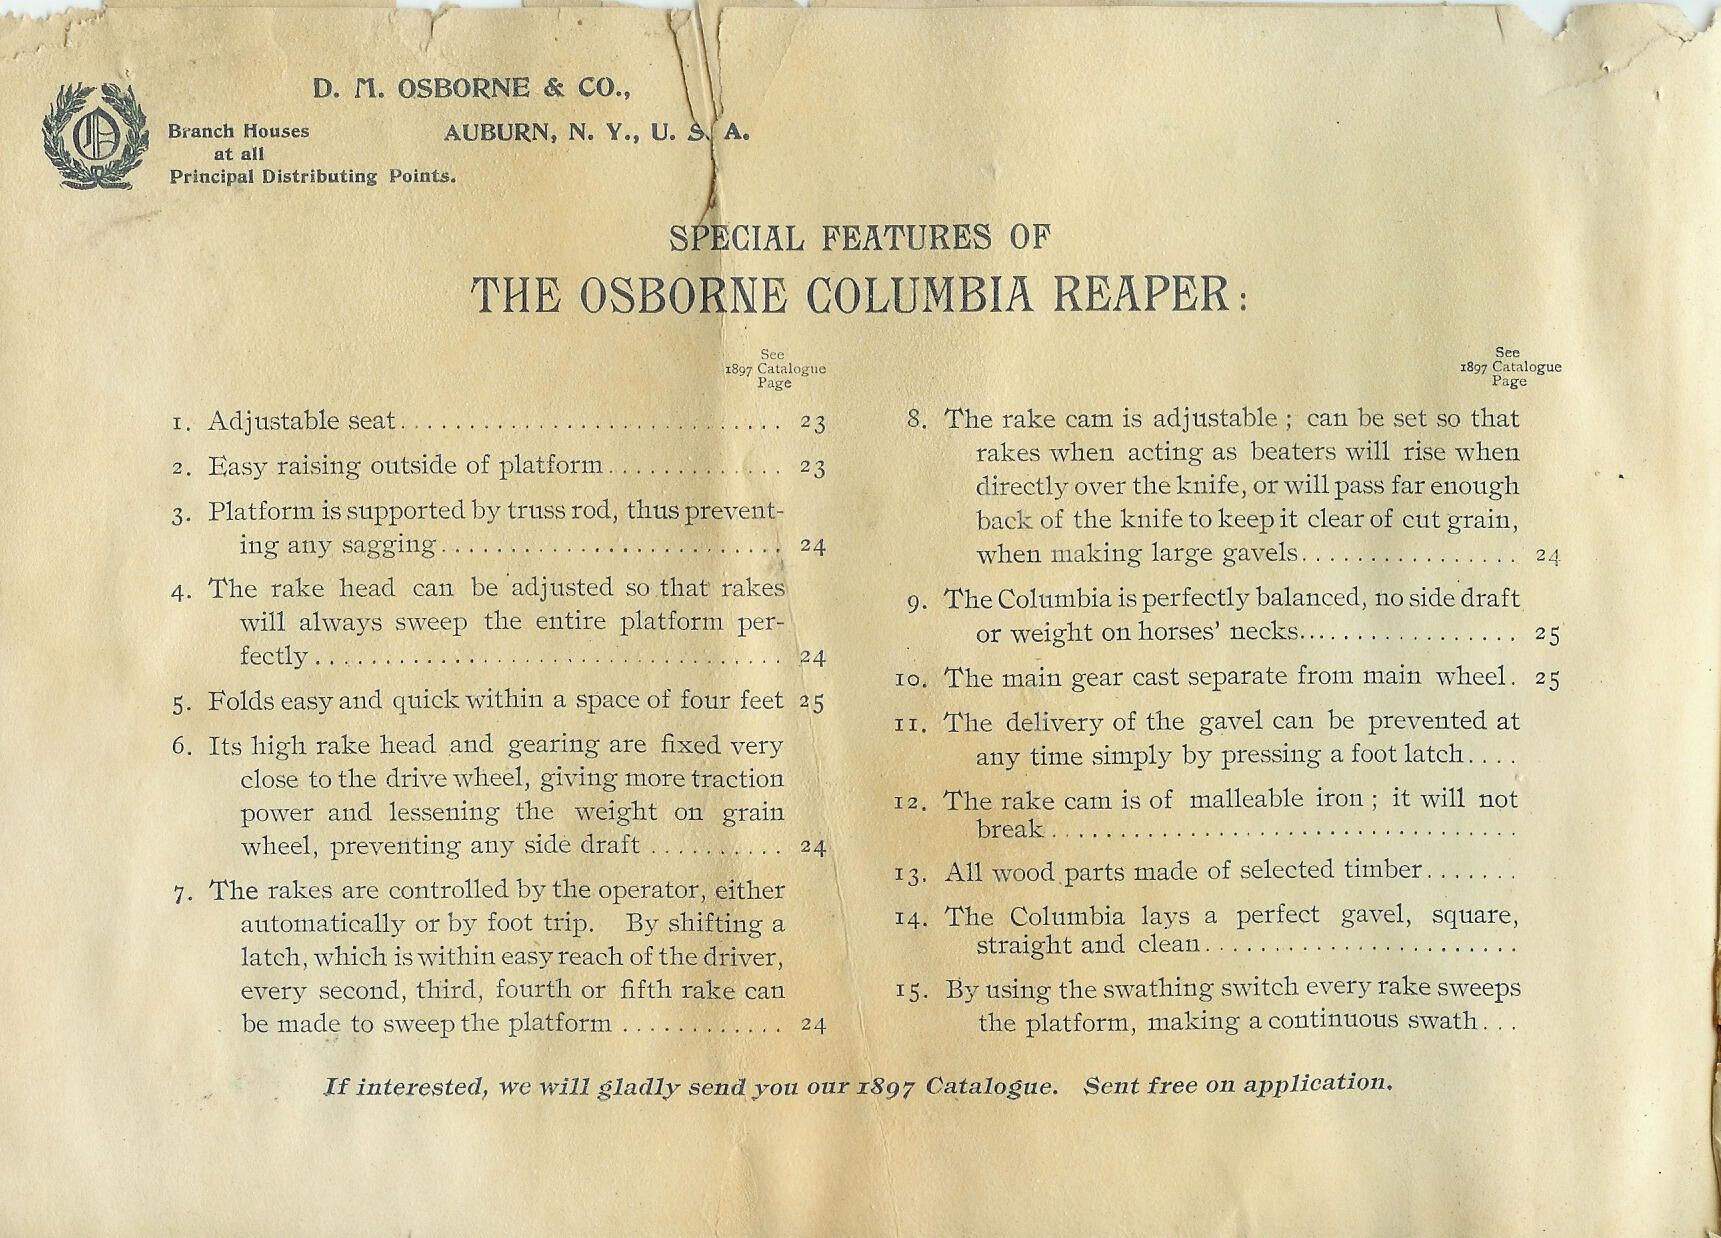 O
D. M. OSBORNE & CO.,
Branch Houses
AUBURN, N. Y., U. S. A.
at all
Principal Distributing Points.
SPECIAL FEATURES OF
THE OSBORNE COLUMBIA REAPER:
See
1897 Catalogue
Page
1. Adjustable seat............................ 23
2. Easy raising outside of platform............. 23
3. Platform is supported by truss rod, thus prevent-
ing any sagging......................... 24
4. The rake head can be adjusted so that rakes
will always sweep the entire platform per-
fectly.................................. 24
5. Folds easy and quick within a space of four feet 25
6. Its high rake head and gearing are fixed very
close to the drive wheel, giving more traction
power and lessening the weight on grain
wheel, preventing any side draft .......... 24
7. The rakes are controlled by the operator, either
automatically or by foot trip. By shifting a
latch, which is within easy reach of the driver,
every second, third, fourth or fifth rake can
be made to sweep the platform ............ 24
See
1897 Catalogue
Page
8. The rake cam is adjustable ; can be set so that
rakes when acting as beaters will rise when
directly over the knife, or will pass far enough
back of the knife to keep it clear of cut grain,
when making large gavels................ 24
9. The Columbia is perfectly balanced, no side draft
or weight on horses' necks................. 25
10. The main gear cast separate from main wheel. 25
11. The delivery of the gavel can be prevented at
any time simply by pressing a foot latch....
12. The rake cam is of malleable iron ; it will not
break..................................
13. All wood parts made of selected timber.......
14. The Columbia lays a perfect gavel, square,
straight and clean.......................
15. By using the swathing switch every rake sweeps
the platform, making a continuous swath...
If interested, we will gladly send you our 1897 Catalogue. Sent free on application.